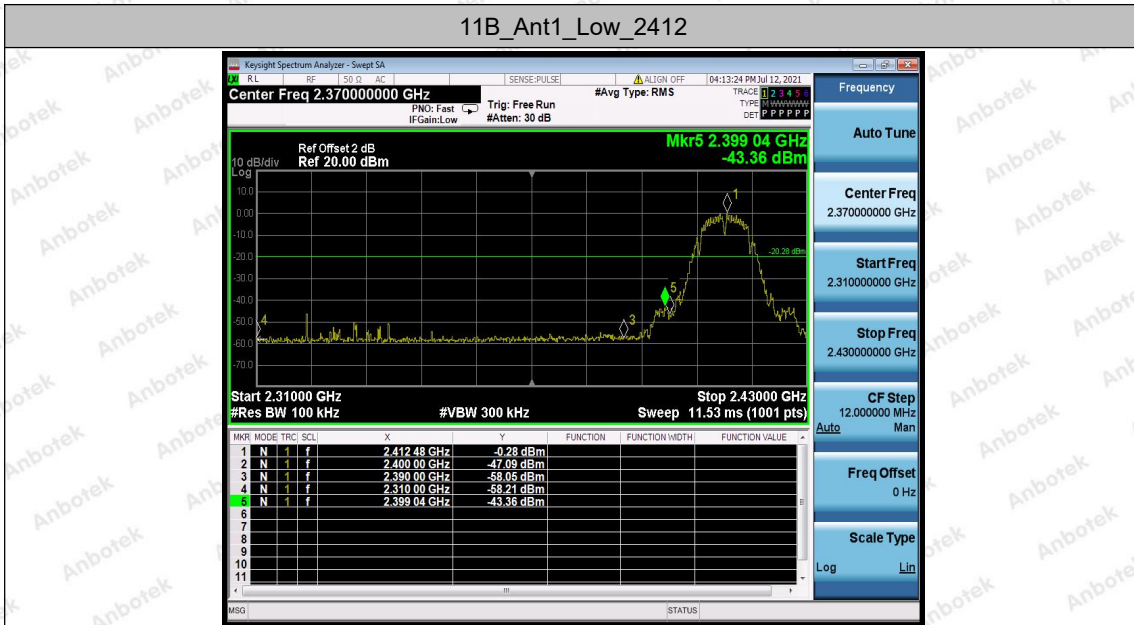 11B_Ant1_Low_2412
Keysight Spectrum Analyzer - Swept SA
RL RF 50 Ω AC SENSE:PULSE ALIGN OFF 04:13:24 PM Jul 12, 2021
Center Freq 2.370000000 GHz
PNO: Fast
IFGain:Low
Trig: Free Run
#Atten: 30 dB
#Avg Type: RMS
TRACE 1 2 3 4 5 6
TYPE M WWWWW
DET P P P P P P
Ref Offset 2 dB
10 dB/div Ref 20.00 dBm
Log
Mkr5 2.399 04 GHz
-43.36 dBm
10.0
0.00
-10.0
-20.0
-30.0
-40.0
-50.0
-60.0
-70.0
1
-20.28 dBm
5
4
3
Start 2.31000 GHz Stop 2.43000 GHz
#Res BW 100 kHz #VBW 300 kHz Sweep 11.53 ms (1001 pts)
MKR MODE TRC SCL X Y FUNCTION FUNCTION WIDTH FUNCTION VALUE
1 N 1 f 2.412 48 GHz -0.28 dBm
2 N 1 f 2.400 00 GHz -47.09 dBm
3 N 1 f 2.390 00 GHz -58.05 dBm
4 N 1 f 2.310 00 GHz -58.21 dBm
5 N 1 f 2.399 04 GHz -43.36 dBm
6
7
8
9
10
11
MSG STATUS
Frequency
Auto Tune
Center Freq
2.370000000 GHz
Start Freq
2.310000000 GHz
Stop Freq
2.430000000 GHz
CF Step
12.000000 MHz
Auto Man
Freq Offset
0 Hz
Scale Type
Log Lin
Anbotek